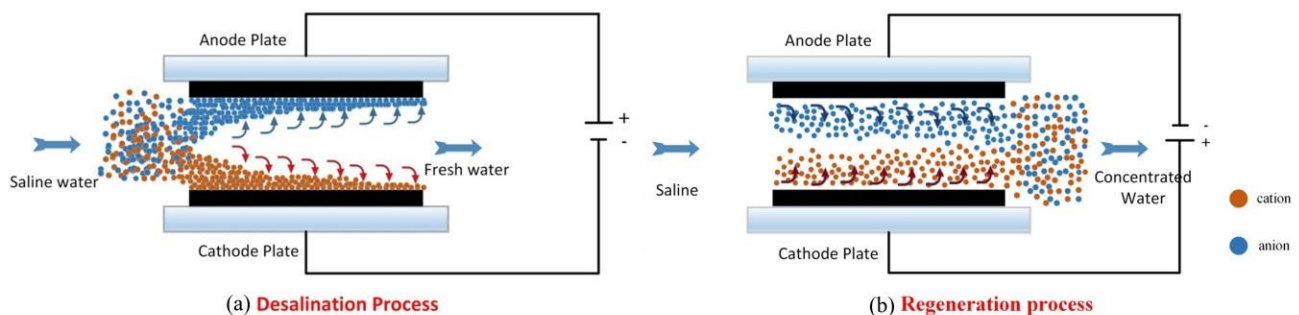 Anode Plate
+
-
Saline water
Fresh water
Cathode Plate
(a) Desalination Process
Anode Plate
-
+
Saline
Concentrated
Water
Cathode Plate
(b) Regeneration process
cation
anion